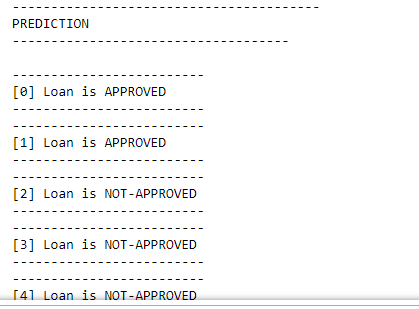 ----------------------------------------
PREDICTION
------------------------------------

-------------------------
[0] Loan is APPROVED
-------------------------
-------------------------
[1] Loan is APPROVED
-------------------------
-------------------------
[2] Loan is NOT-APPROVED
-------------------------
-------------------------
[3] Loan is NOT-APPROVED
-------------------------
-------------------------
[4] Loan is NOT-APPROVED